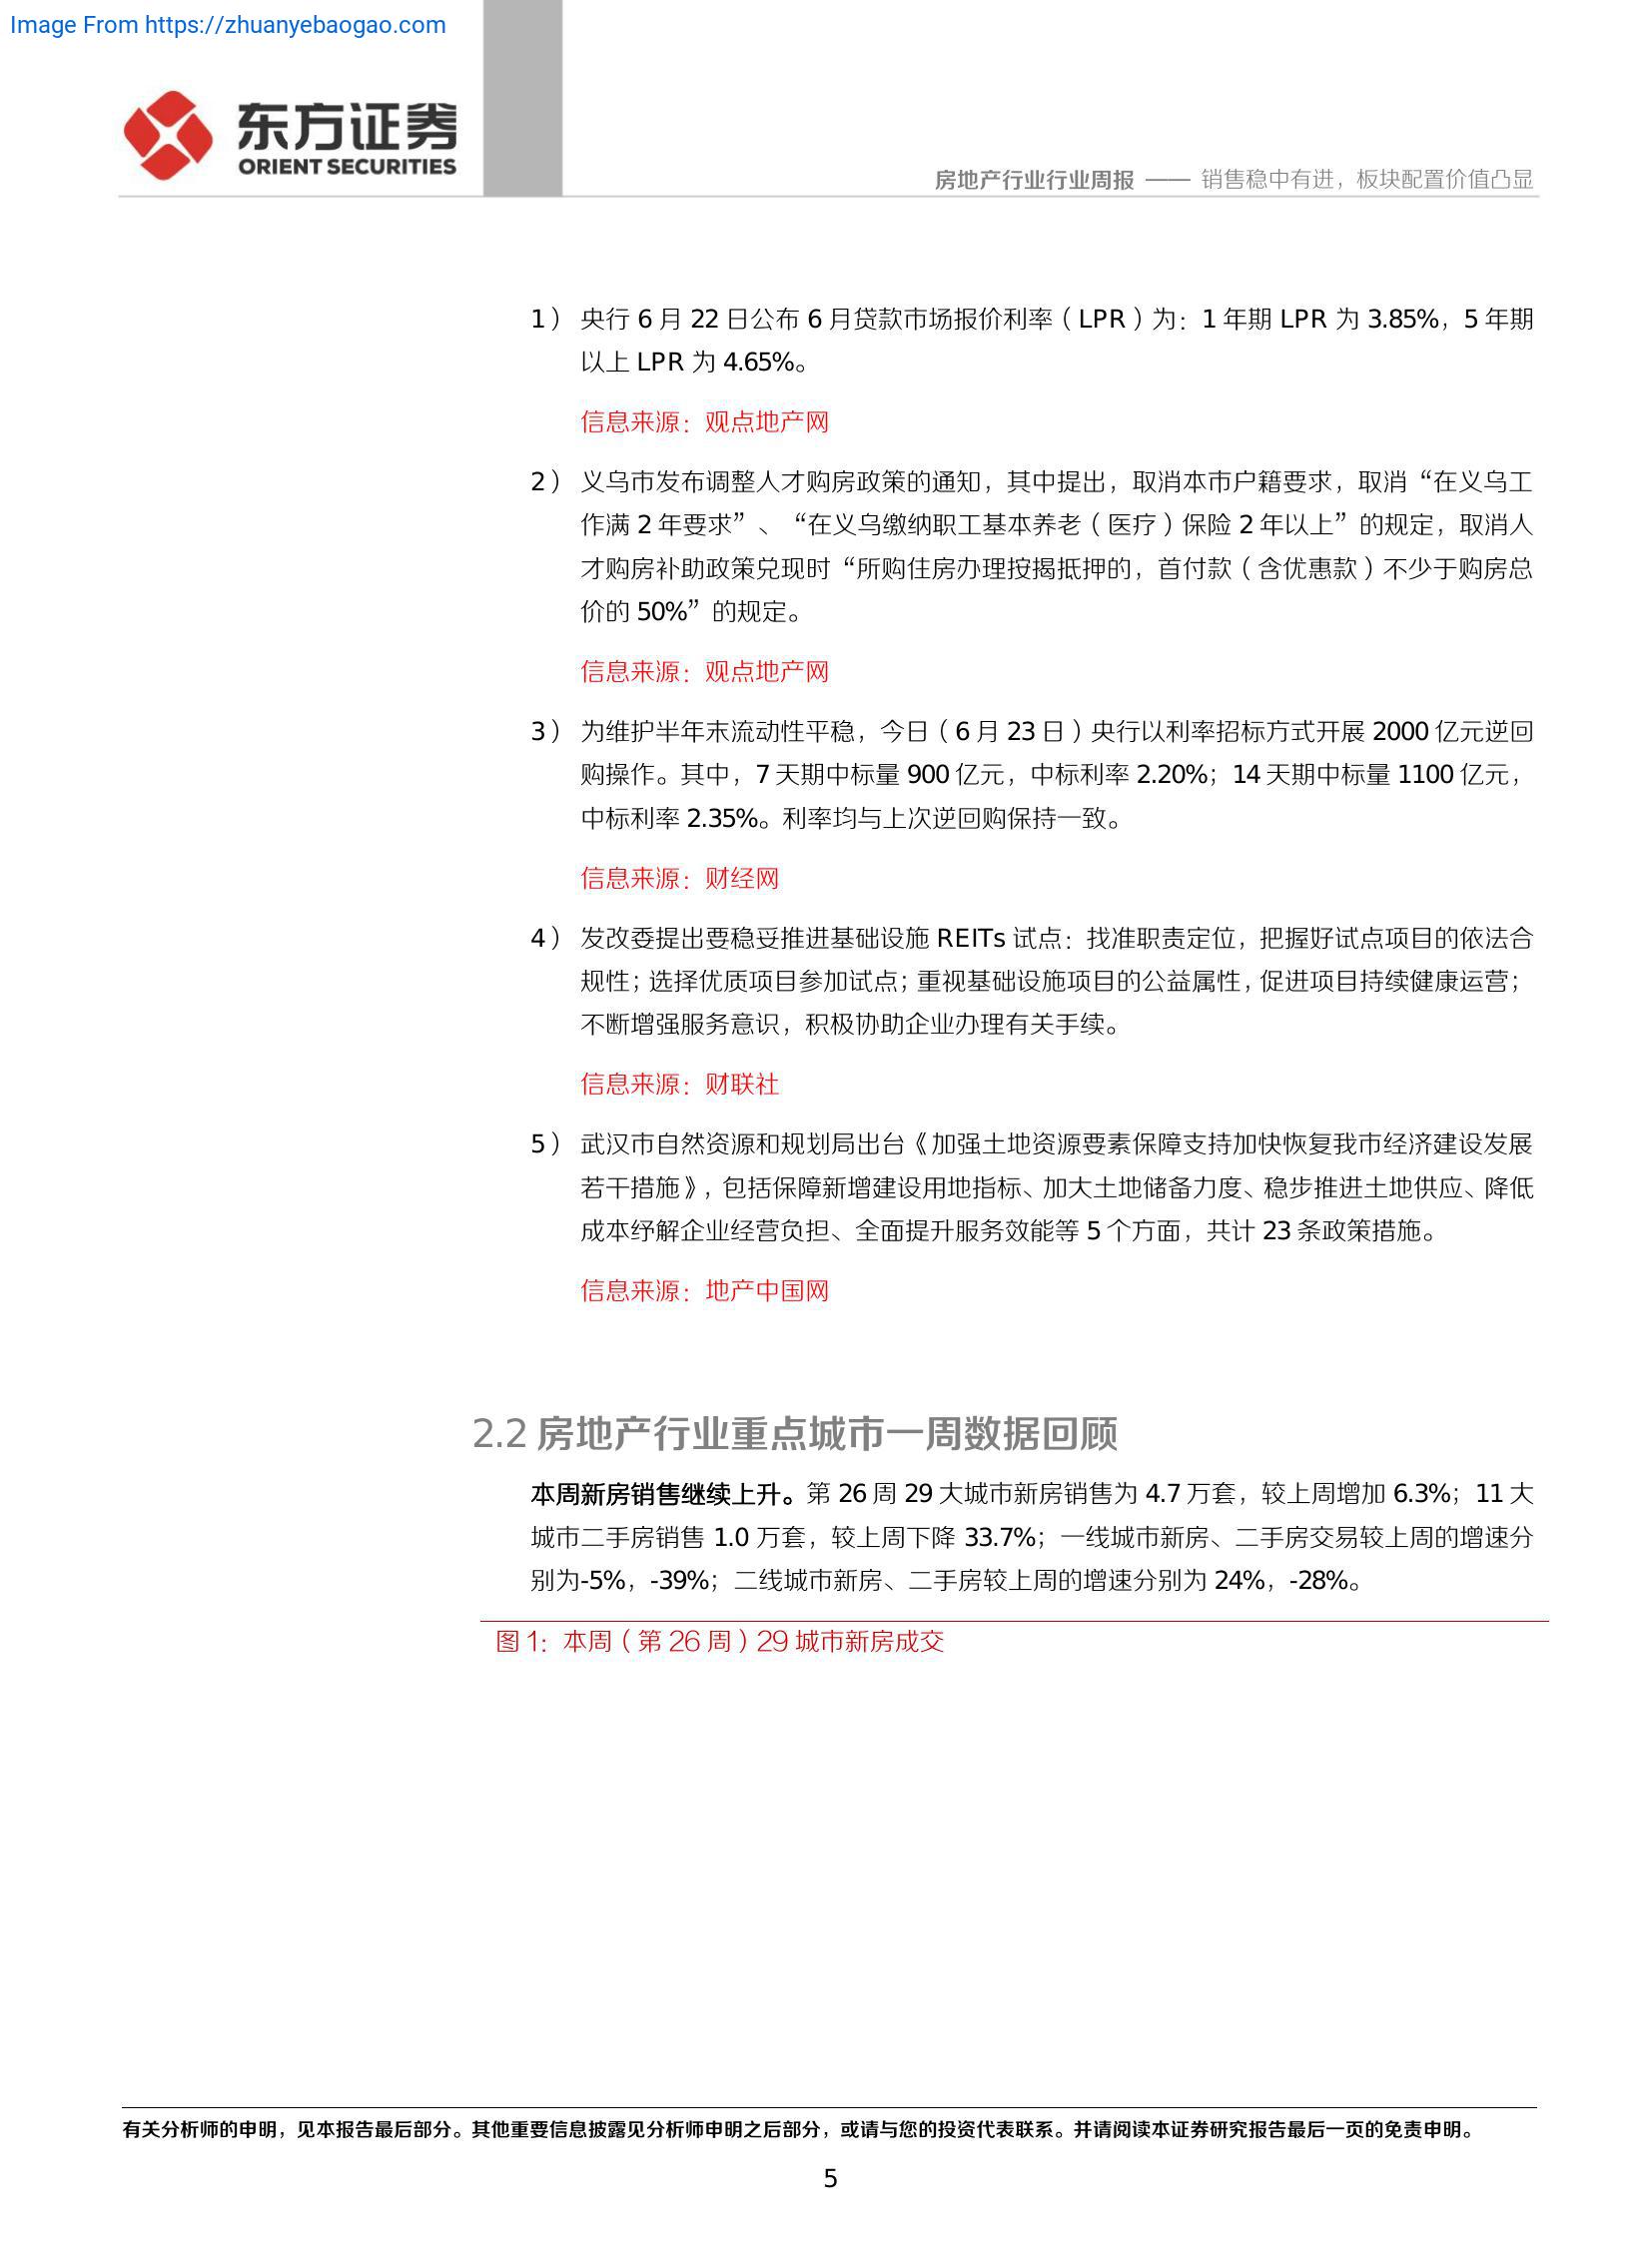 Image From https://zhuanyebaogao.com
东方证券
ORIENT SECURITIES
房地产行业行业周报 —— 销售稳中有进，板块配置价值凸显
1） 央行 6 月 22 日公布 6 月贷款市场报价利率（LPR）为：1 年期 LPR 为 3.85%，5 年期
以上 LPR 为 4.65%。
信息来源：观点地产网
2） 义乌市发布调整人才购房政策的通知，其中提出，取消本市户籍要求，取消“在义乌工
作满 2 年要求”、“在义乌缴纳职工基本养老（医疗）保险 2 年以上”的规定，取消人
才购房补助政策兑现时“所购住房办理按揭抵押的，首付款（含优惠款）不少于购房总
价的 50%”的规定。
信息来源：观点地产网
3） 为维护半年末流动性平稳，今日（6 月 23 日）央行以利率招标方式开展 2000 亿元逆回
购操作。其中，7 天期中标量 900 亿元，中标利率 2.20%；14 天期中标量 1100 亿元，
中标利率 2.35%。利率均与上次逆回购保持一致。
信息来源：财经网
4） 发改委提出要稳妥推进基础设施 REITs 试点：找准职责定位，把握好试点项目的依法合
规性；选择优质项目参加试点；重视基础设施项目的公益属性，促进项目持续健康运营；
不断增强服务意识，积极协助企业办理有关手续。
信息来源：财联社
5） 武汉市自然资源和规划局出台《加强土地资源要素保障支持加快恢复我市经济建设发展
若干措施》，包括保障新增建设用地指标、加大土地储备力度、稳步推进土地供应、降低
成本纾解企业经营负担、全面提升服务效能等 5 个方面，共计 23 条政策措施。
信息来源：地产中国网
2.2 房地产行业重点城市一周数据回顾
本周新房销售继续上升。第 26 周 29 大城市新房销售为 4.7 万套，较上周增加 6.3%；11 大
城市二手房销售 1.0 万套，较上周下降 33.7%；一线城市新房、二手房交易较上周的增速分
别为-5%，-39%；二线城市新房、二手房较上周的增速分别为 24%，-28%。
图 1：本周（第 26 周）29 城市新房成交
有关分析师的申明，见本报告最后部分。其他重要信息披露见分析师申明之后部分，或请与您的投资代表联系。并请阅读本证券研究报告最后一页的免责申明。
5